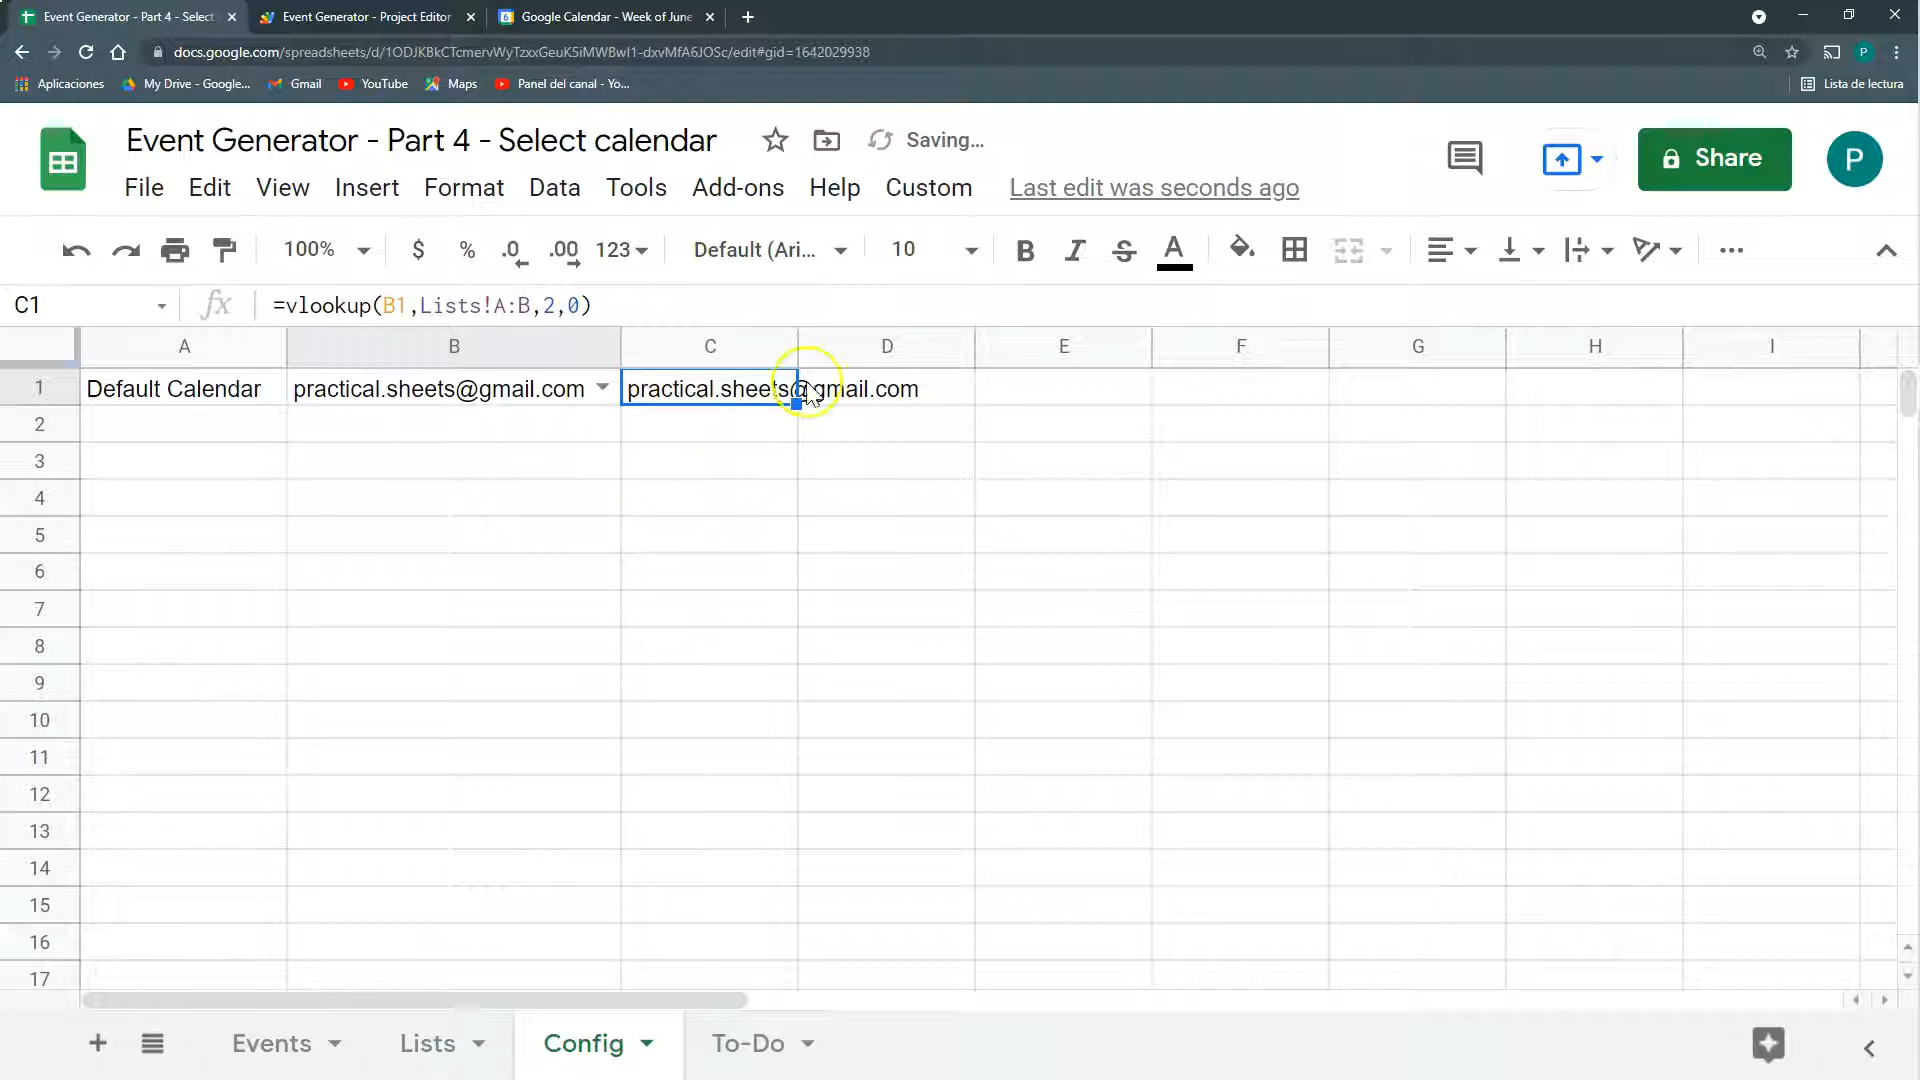 Event Generator - Part 4 - Select
Event Generator - Project Editor
Google Calendar - Week of June
docs.google.com/spreadsheets/d/1ODJKBkCTcmervWyTzxxGeuK5iMWBwI1-dxvMfA6JOSc/edit#gid=1642029938
P
Aplicaciones
My Drive - Google...
Gmail
YouTube
Maps
Panel del canal - Yo...
Lista de lectura
Event Generator - Part 4 - Select calendar
Saving...
Share
P
File Edit View Insert Format Data Tools Add-ons Help Custom
Last edit was seconds ago
100% $ % .0 .00 123 Default (Ari... 10 B I S A
C1 fx =vlookup(B1,Lists!A:B,2,0)
A B C D E F G H I
1 Default Calendar practical.sheets@gmail.com practical.sheets@gmail.com
2
3
4
5
6
7
8
9
10
11
12
13
14
15
16
17
Events Lists Config To-Do